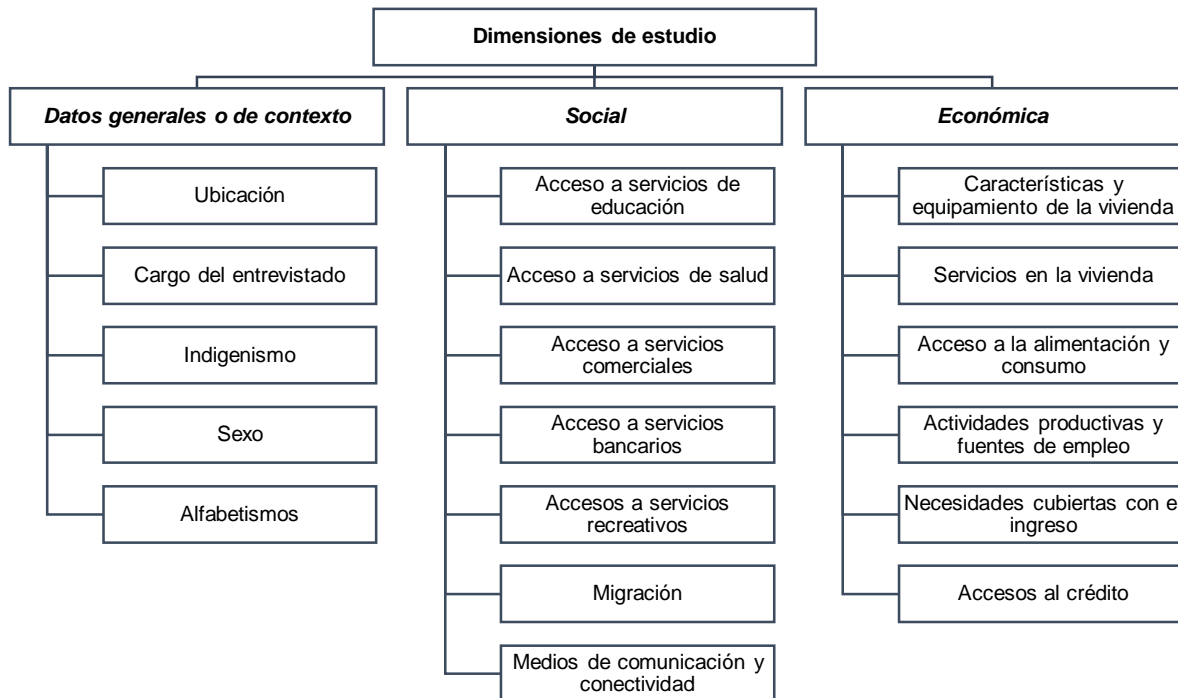 Dimensiones de estudio
Datos generales o de contexto
Ubicación
Cargo del entrevistado
Indigenismo
Sexo
Alfabetismos
Social
Acceso a servicios de
educación
Acceso a servicios de salud
Acceso a servicios
comerciales
Acceso a servicios
bancarios
Accesos a servicios
recreativos
Migración
Medios de comunicación y
conectividad
Económica
Características y
equipamiento de la vivienda
Servicios en la vivienda
Acceso a la alimentación y
consumo
Actividades productivas y
fuentes de empleo
Necesidades cubiertas con e
ingreso
Accesos al crédito